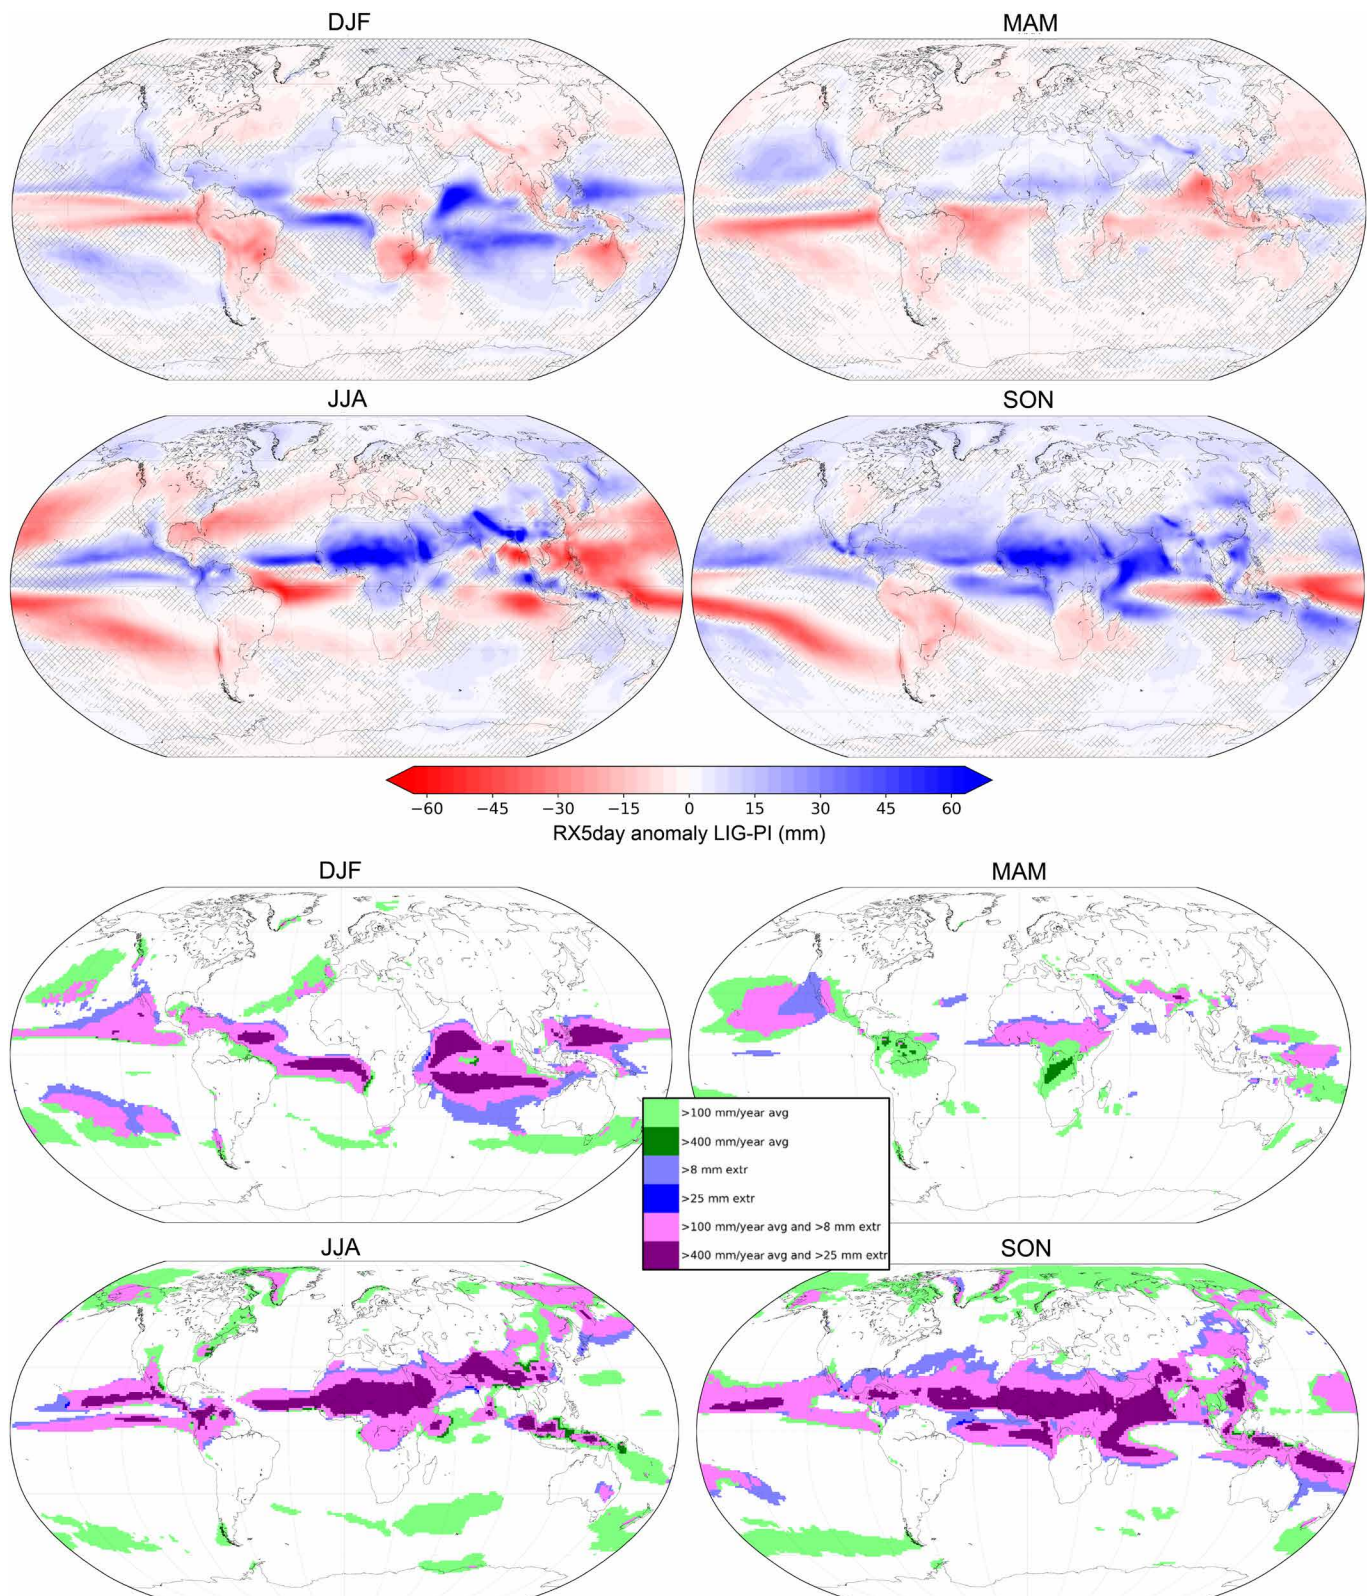 DJF
MAM
JJA
SON
−60 −45 −30 −15 0 15 30 45 60
RX5day anomaly LIG-PI (mm)
DJF
MAM
>100 mm/year avg
>400 mm/year avg
>8 mm extr
>25 mm extr
>100 mm/year avg and >8 mm extr
>400 mm/year avg and >25 mm extr
JJA
SON